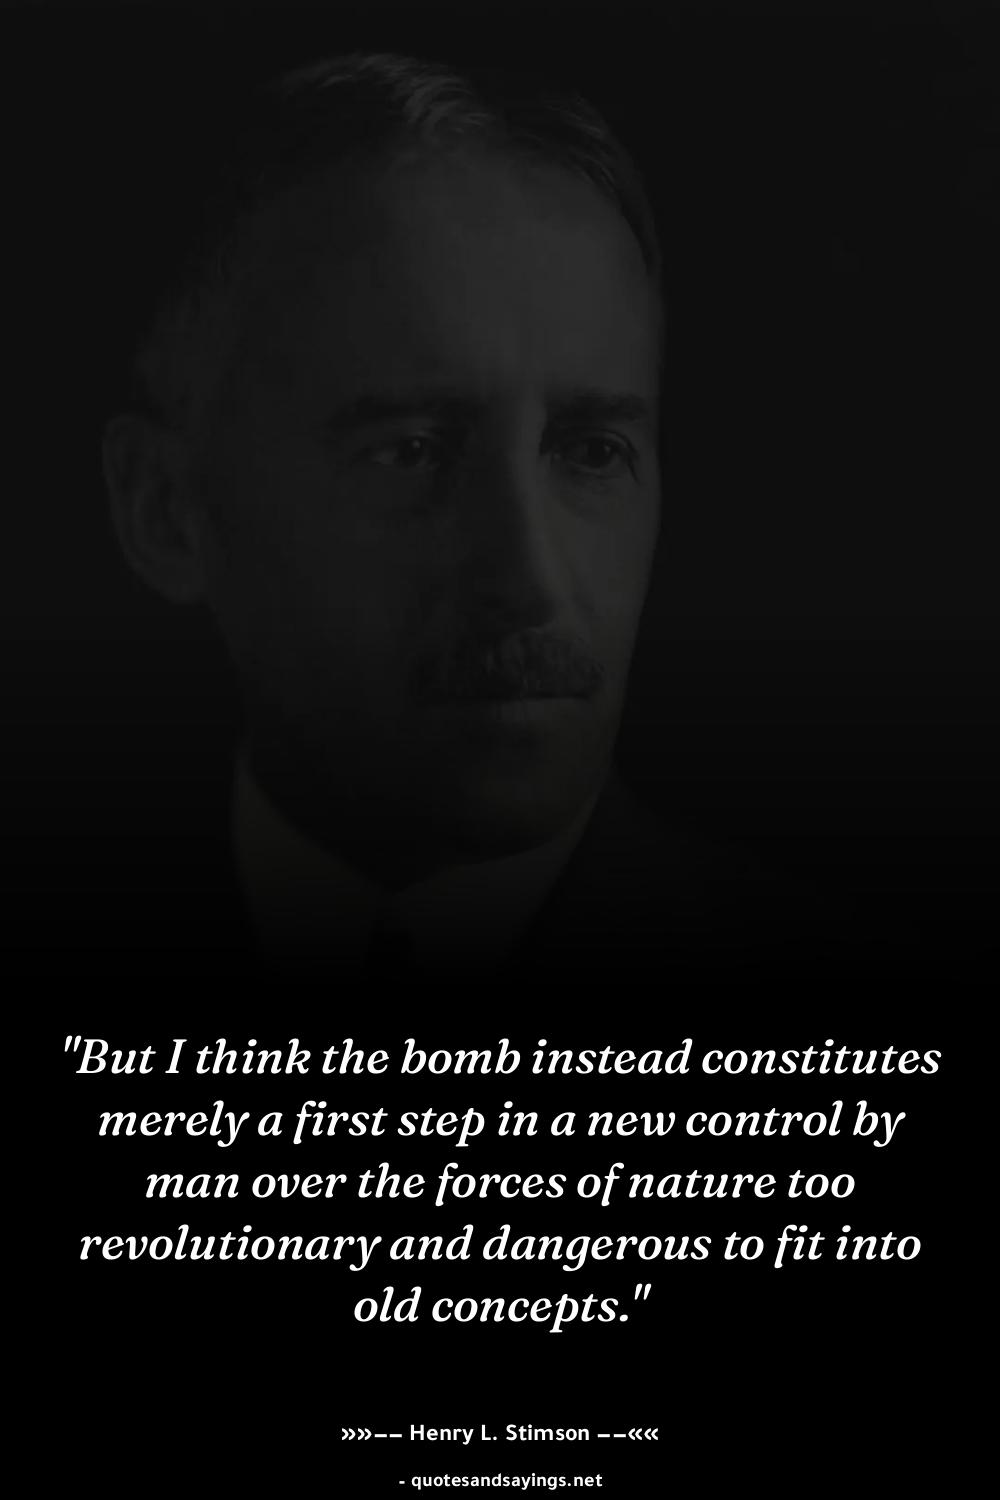 "But I think the bomb instead constitutes
merely a first step in a new control by
man over the forces of nature too
revolutionary and dangerous to fit into
old concepts."
»»–– Henry L. Stimson ––««
- quotesandsayings.net